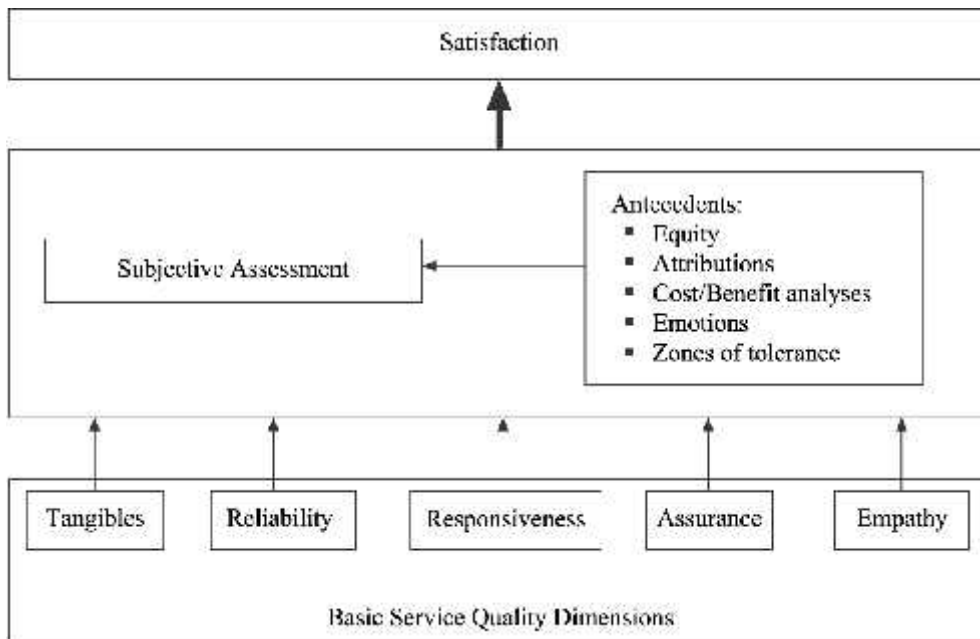 Satisfaction
Subjective Assessment
Antecedents:
▪ Equity
▪ Attributions
▪ Cost/Benefit analyses
▪ Emotions
▪ Zones of tolerance
Tangibles
Reliability
Responsiveness
Assurance
Empathy
Basic Service Quality Dimensions